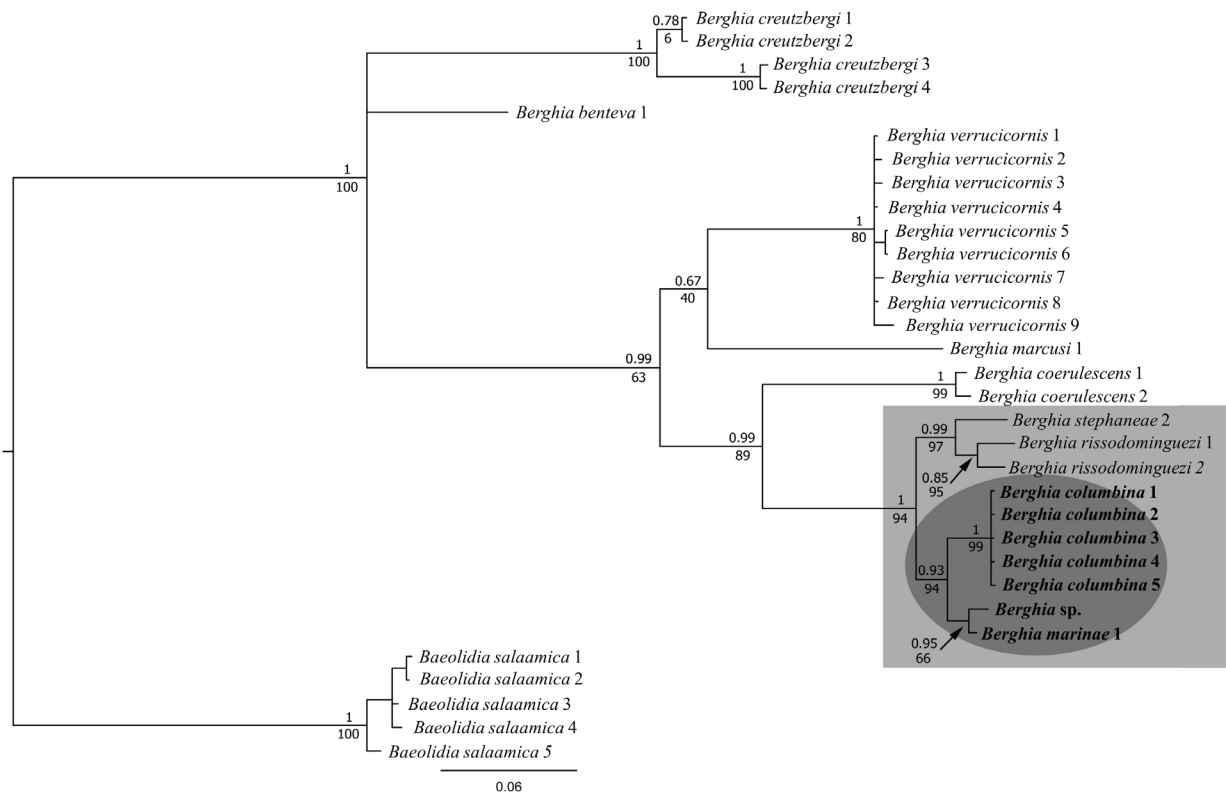 Berghia creutzbergi 1
0.78
6
Berghia creutzbergi 2
1
100
Berghia creutzbergi 3
1
100
Berghia creutzbergi 4
Berghia benteva 1
Berghia verrucicornis 1
Berghia verrucicornis 2
1
100
Berghia verrucicornis 3
Berghia verrucicornis 4
1
80
Berghia verrucicornis 5
Berghia verrucicornis 6
0.67
40
Berghia verrucicornis 7
Berghia verrucicornis 8
Berghia verrucicornis 9
Berghia marcusi 1
0.99
63
Berghia coerulescens 1
1
99
Berghia coerulescens 2
Berghia stephaneae 2
0.99
97
0.99
89
Berghia rissodominguezi 1
Berghia rissodominguezi 2
0.85
95
Berghia columbina 1
1
94
Berghia columbina 2
1
99
Berghia columbina 3
Berghia columbina 4
0.93
94
Berghia columbina 5
Berghia sp.
Berghia marinae 1
0.95
66
Baeolidia salaamica 1
Baeolidia salaamica 2
Baeolidia salaamica 3
1
100
Baeolidia salaamica 4
Baeolidia salaamica 5
0.06